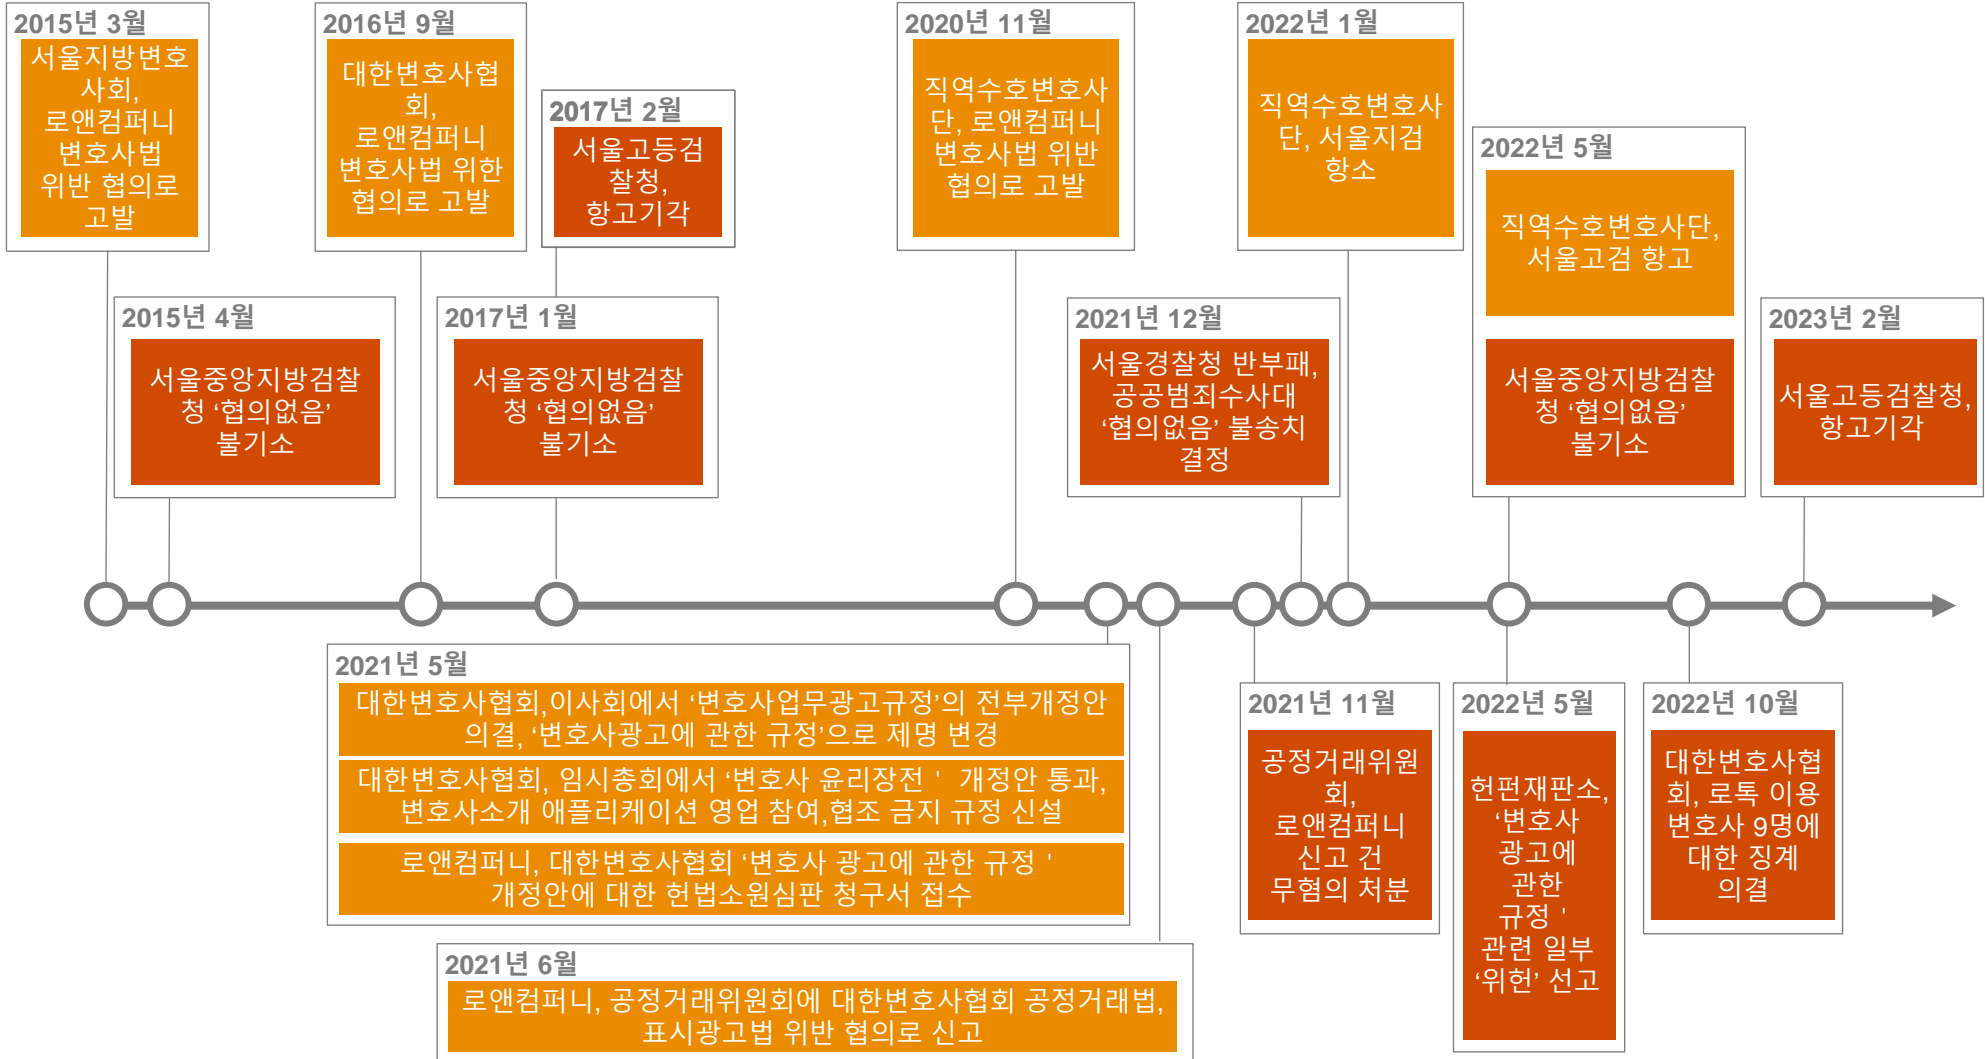 2015년 3월
서울지방변호
사회,
로앤컴퍼니
변호사법
위반 협의로
고발
2015년 4월
서울중앙지방검찰
청 ‘협의없음’
불기소
2016년 9월
대한변호사협
회,
로앤컴퍼니
변호사법 위한
협의로 고발
2017년 2월
서울고등검
찰청,
항고기각
2017년 1월
서울중앙지방검찰
청 ‘협의없음’
불기소
2020년 11월
직역수호변호사
단, 로앤컴퍼니
변호사법 위반
협의로 고발
2021년 12월
서울경찰청 반부패,
공공범죄수사대
‘협의없음’ 불송치
결정
2022년 1월
직역수호변호사
단, 서울지검
항소
2022년 5월
직역수호변호사단,
서울고검 항고
서울중앙지방검찰
청 ‘협의없음’
불기소
2023년 2월
서울고등검찰청,
항고기각
2021년 5월
대한변호사협회,이사회에서 ‘변호사업무광고규정’의 전부개정안
의결, ‘변호사광고에 관한 규정’으로 제명 변경
대한변호사협회, 임시총회에서 ‘변호사 윤리장전 ' 개정안 통과,
변호사소개 애플리케이션 영업 참여,협조 금지 규정 신설
로앤컴퍼니, 대한변호사협회 ‘변호사 광고에 관한 규정 '
개정안에 대한 헌법소원심판 청구서 접수
2021년 6월
로앤컴퍼니, 공정거래위원회에 대한변호사협회 공정거래법,
표시광고법 위반 협의로 신고
2021년 11월
공정거래위원
회,
로앤컴퍼니
신고 건
무혐의 처분
2022년 5월
헌편재판소,
‘변호사
광고에
관한
규정 '
관련 일부
‘위헌’ 선고
2022년 10월
대한변호사협
회, 로톡 이용
변호사 9명에
대한 징계
의결